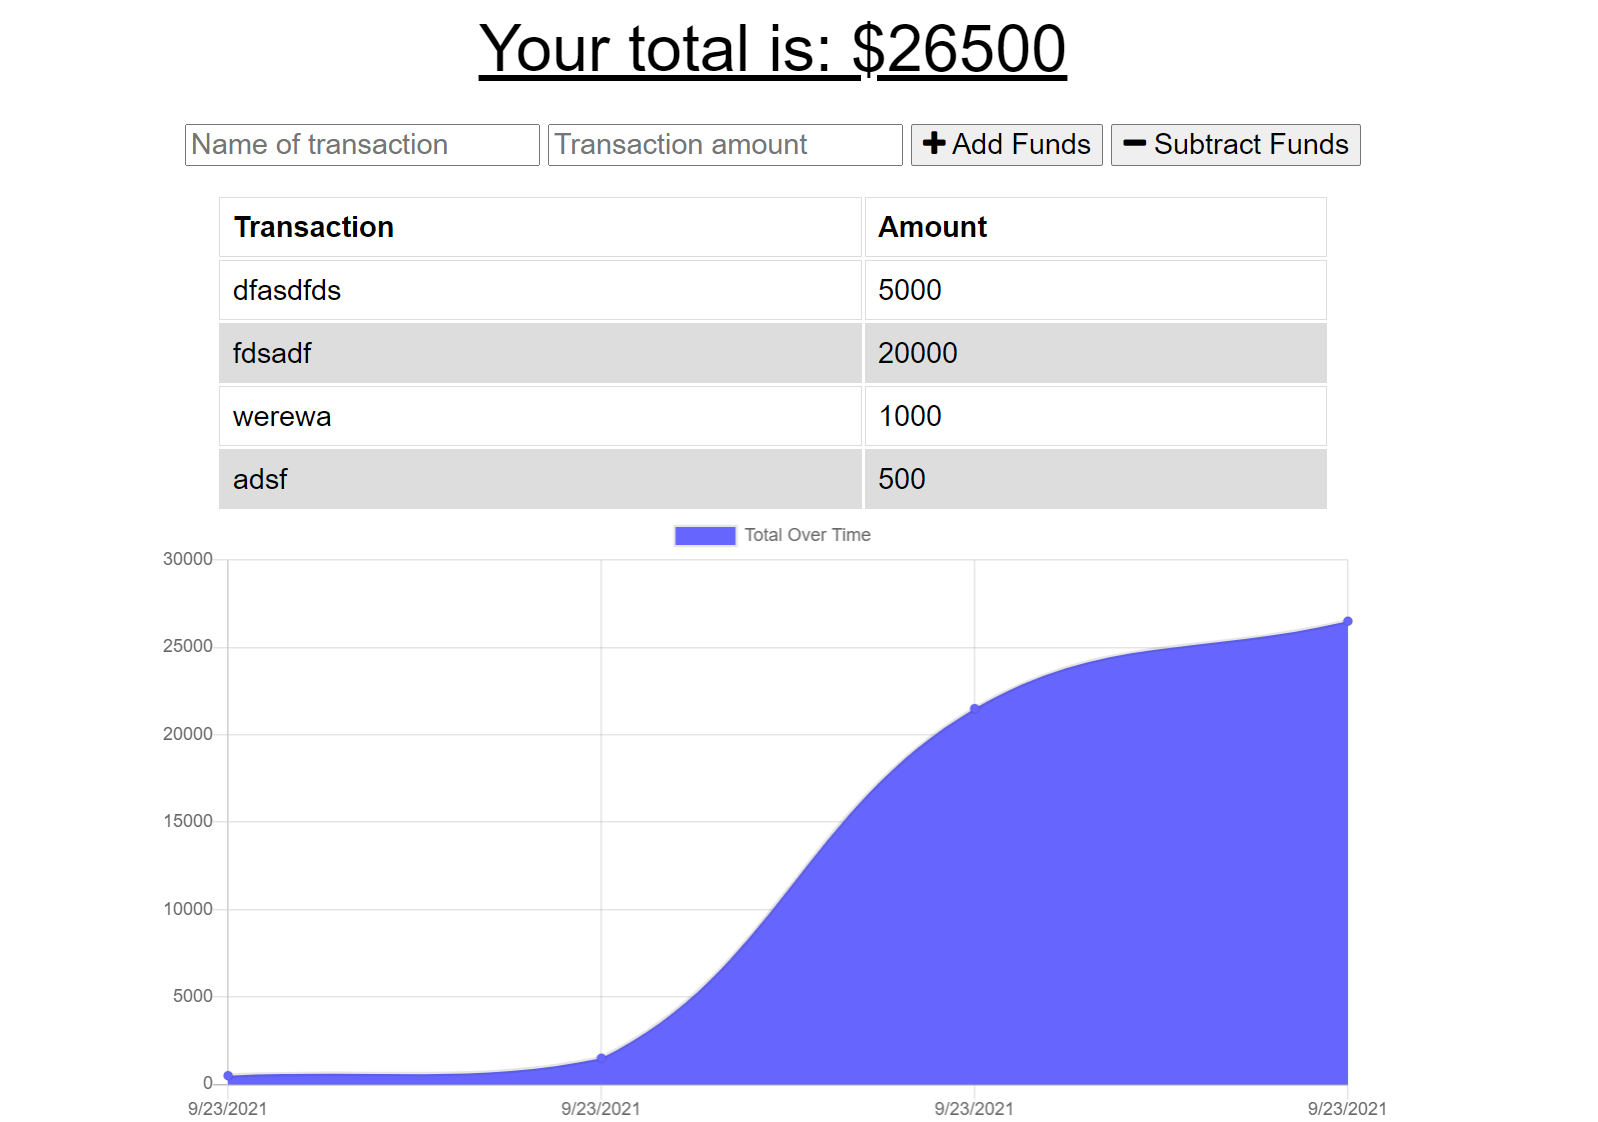 Your total is: $26500
Name of transaction Transaction amount Add Funds Subtract Funds
Transaction Amount
dfasdfds 5000
fdsadf 20000
werewa 1000
adsf 500
Total Over Time
30000
25000
20000
15000
10000
5000
0
9/23/2021 9/23/2021 9/23/2021 9/23/2021